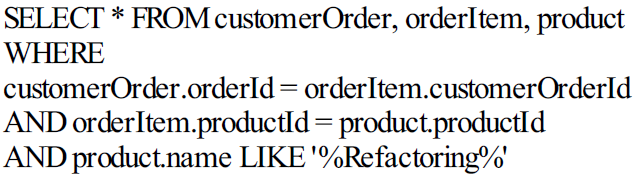 SELECT * FROM customerOrder, orderItem, product
WHERE
customerOrder.orderId = orderItem.customerOrderId
AND orderItem.productId = product.productId
AND product.name LIKE '%Refactoring%'